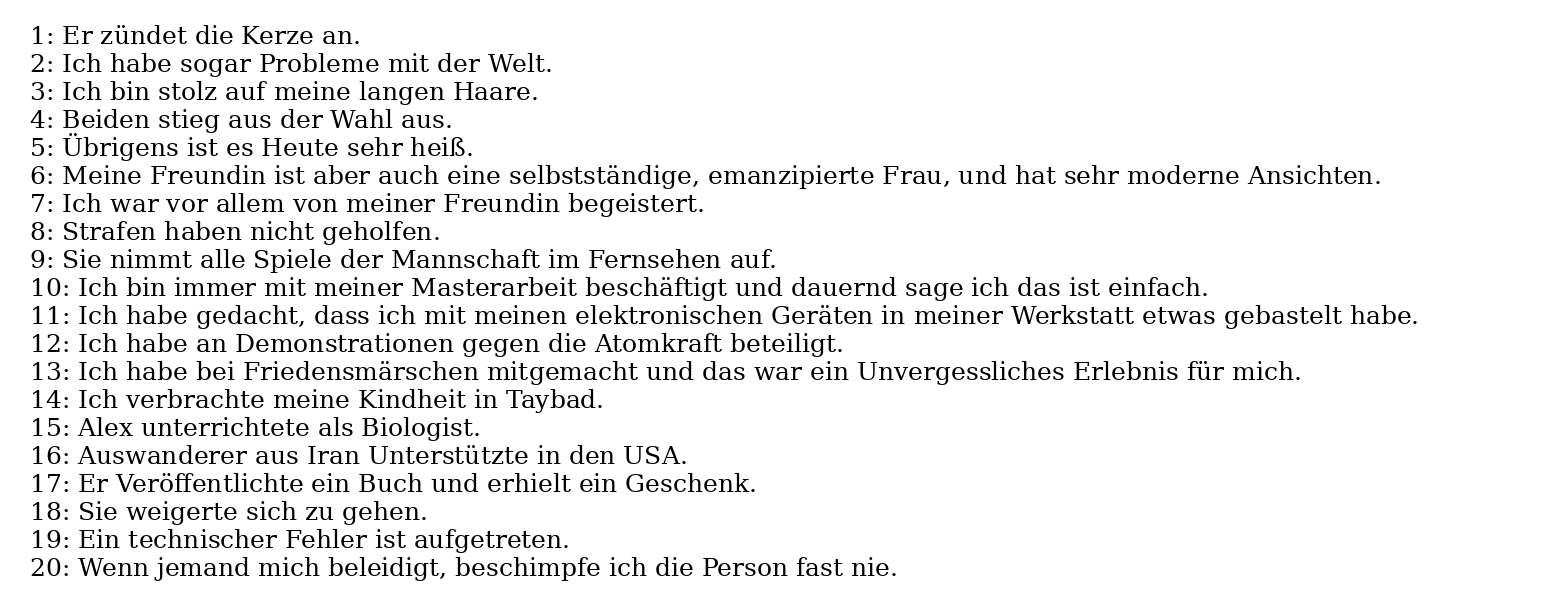 1: Er zündet die Kerze an.
2: Ich habe sogar Probleme mit der Welt.
3: Ich bin stolz auf meine langen Haare.
4: Beiden stieg aus der Wahl aus.
5: Übrigens ist es Heute sehr heiß.
6: Meine Freundin ist aber auch eine selbstständige, emanzipierte Frau, und hat sehr moderne Ansichten.
7: Ich war vor allem von meiner Freundin begeistert.
8: Strafen haben nicht geholfen.
9: Sie nimmt alle Spiele der Mannschaft im Fernsehen auf.
10: Ich bin immer mit meiner Masterarbeit beschäftigt und dauernd sage ich das ist einfach.
11: Ich habe gedacht, dass ich mit meinen elektronischen Geräten in meiner Werkstatt etwas gebastelt habe.
12: Ich habe an Demonstrationen gegen die Atomkraft beteiligt.
13: Ich habe bei Friedensmärschen mitgemacht und das war ein Unvergessliches Erlebnis für mich.
14: Ich verbrachte meine Kindheit in Taybad.
15: Alex unterrichtete als Biologist.
16: Auswanderer aus Iran Unterstützte in den USA.
17: Er Veröffentlichte ein Buch und erhielt ein Geschenk.
18: Sie weigerte sich zu gehen.
19: Ein technischer Fehler ist aufgetreten.
20: Wenn jemand mich beleidigt, beschimpfe ich die Person fast nie.